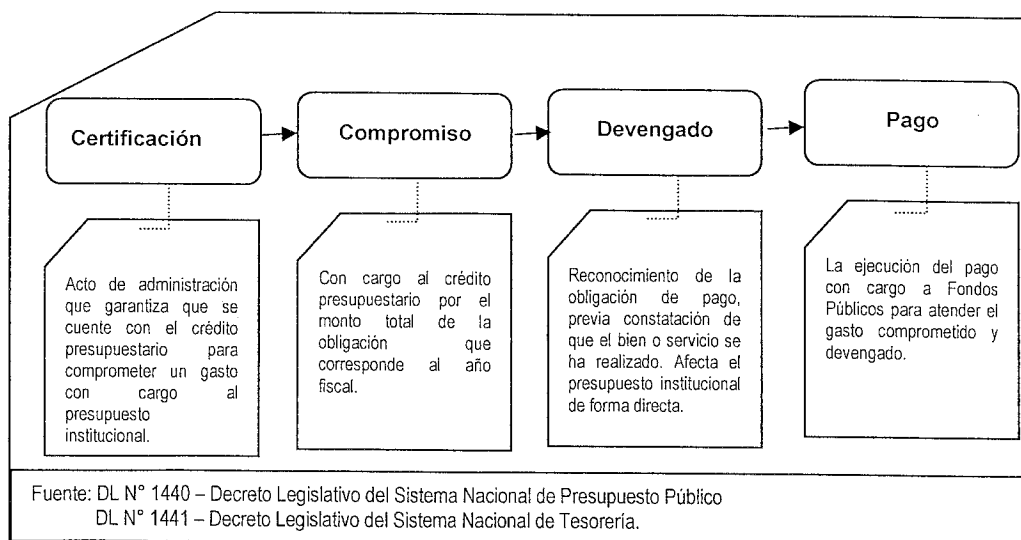 Certificación
Compromiso
Devengado
Pago
Acto de administración
que garantiza que se
cuente con el crédito
presupuestario para
comprometer un gasto
con cargo al
presupuesto
institucional.
Con cargo al crédito
presupuestario por el
monto total de la
obligación que
corresponde al año
fiscal.
Reconocimiento de la
obligación de pago,
previa constatación de
que el bien o servicio se
ha realizado. Afecta el
presupuesto institucional
de forma directa.
La ejecución del pago
con cargo a Fondos
Públicos para atender el
gasto comprometido y
devengado.
Fuente: DL N° 1440 – Decreto Legislativo del Sistema Nacional de Presupuesto Público
DL N° 1441 – Decreto Legislativo del Sistema Nacional de Tesorería.